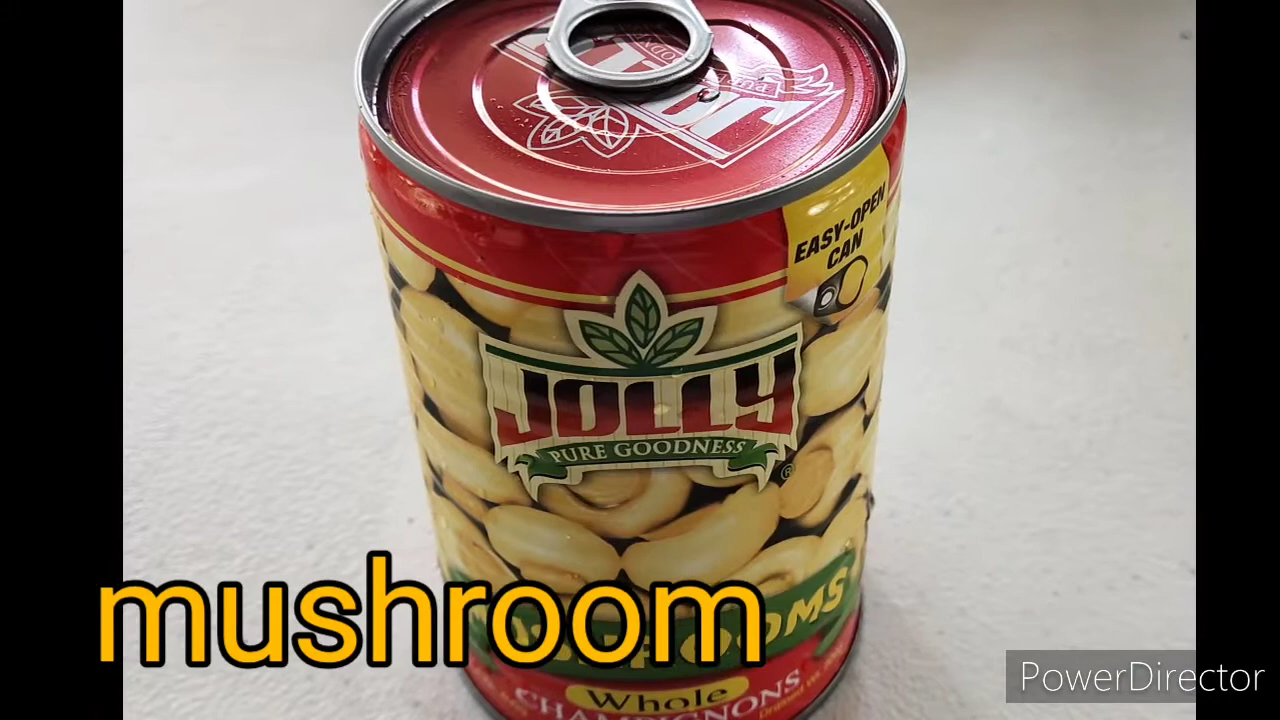 EASY-OPEN
CAN
JOLLY
PURE GOODNESS
®
mushroom
Whole
CHAMPIGNONS
PowerDirector